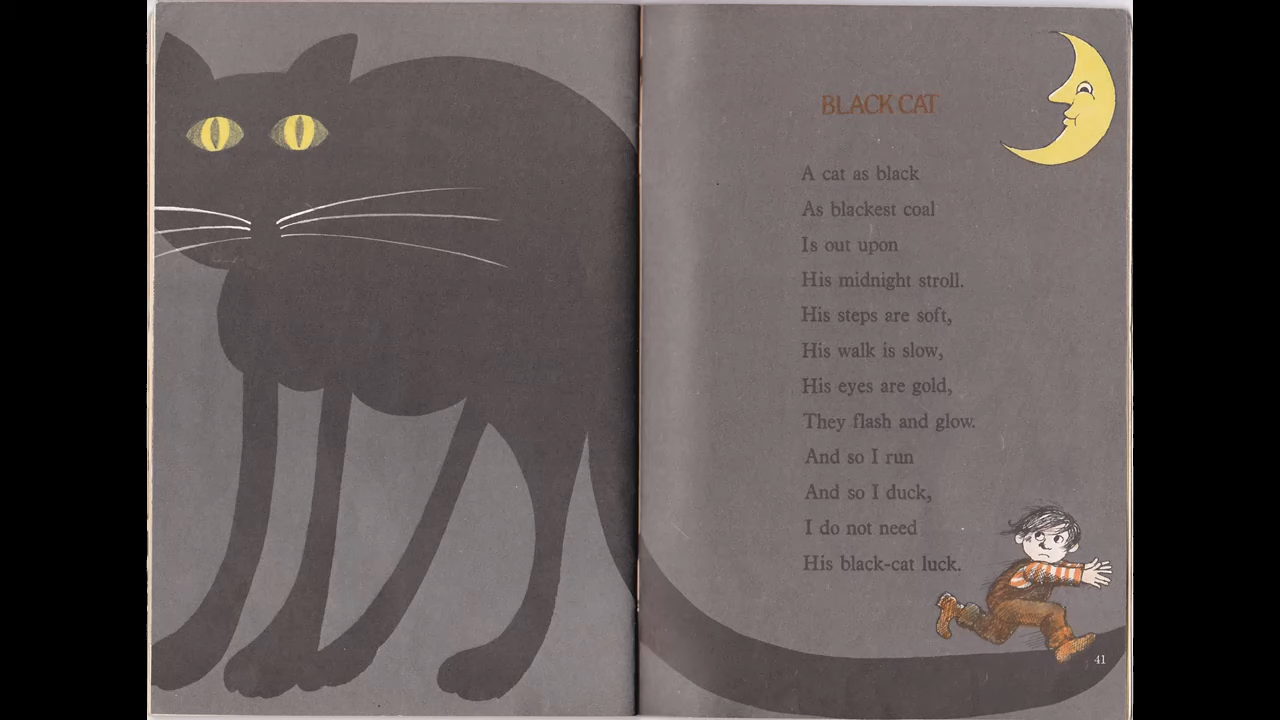 BLACK CAT
A cat as black
As blackest coal
Is out upon
His midnight stroll.
His steps are soft,
His walk is slow,
His eyes are gold,
They flash and glow.
And so I run
And so I duck,
I do not need
His black-cat luck.
41